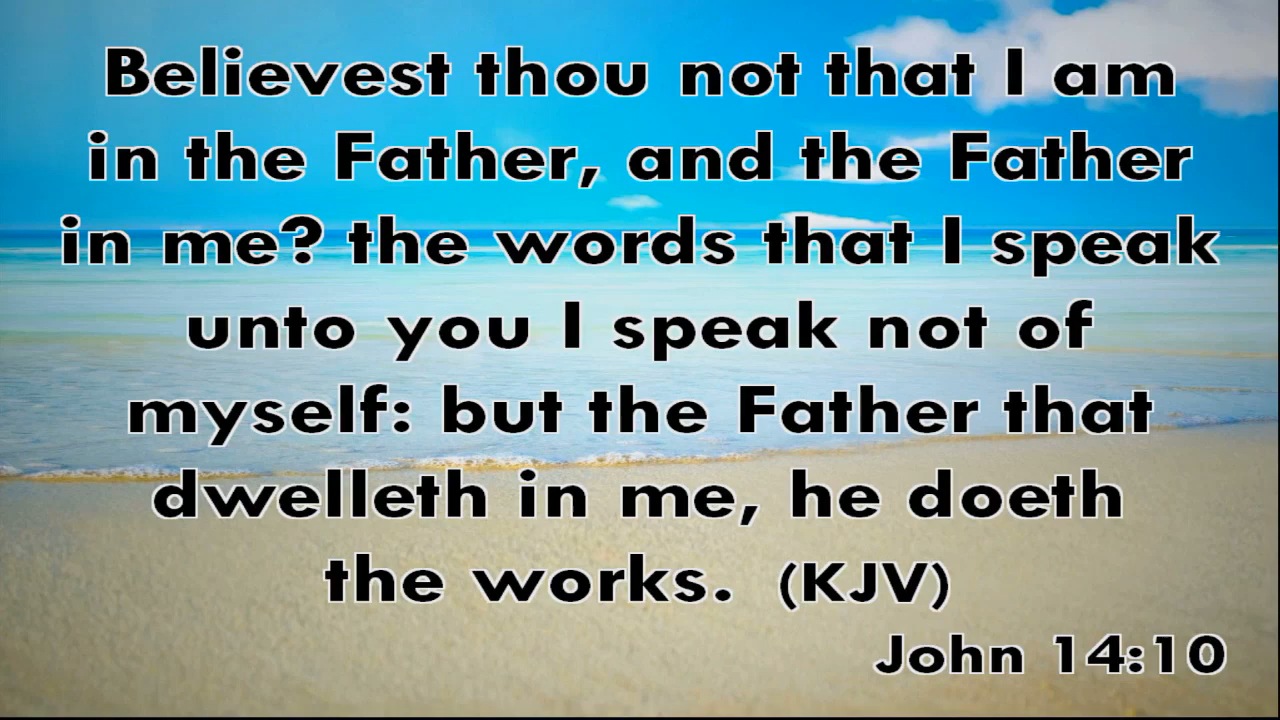 Believest thou not that I am
in the Father, and the Father
in me? the words that I speak
unto you I speak not of
myself: but the Father that
dwelleth in me, he doeth
the works. (KJV)
John 14:10